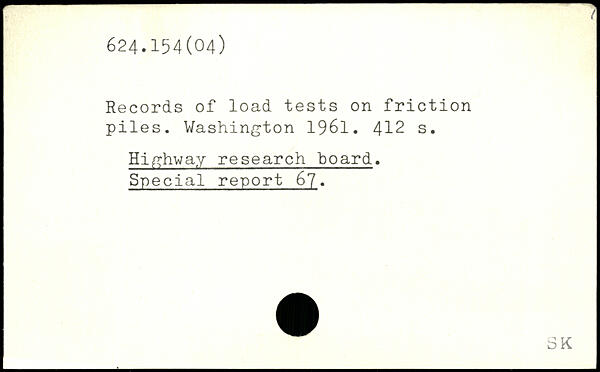 624.154(04)
Records of load tests on friction
piles. Washington 1961. 412 s.
Highway research board.
Special report 67.
SK